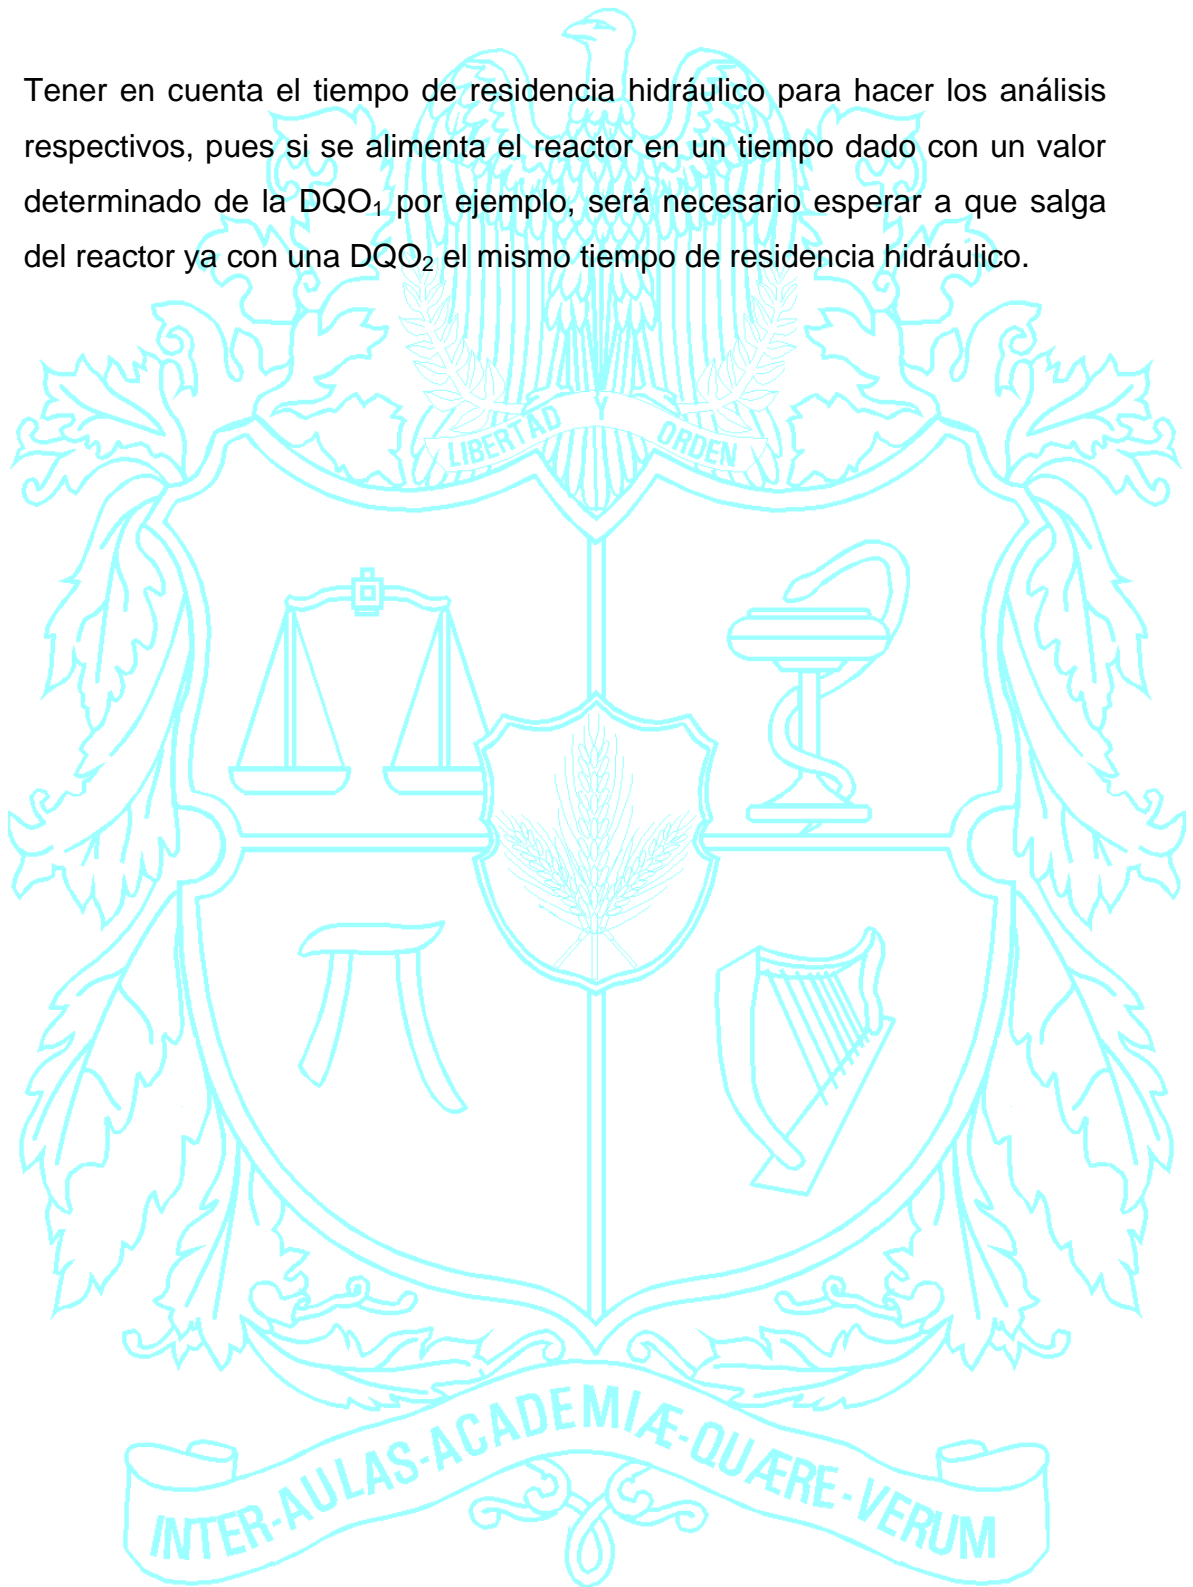 Tener en cuenta el tiempo de residencia hidráulico para hacer los análisis
respectivos, pues si se alimenta el reactor en un tiempo dado con un valor
determinado de la DQO₁ por ejemplo, será necesario esperar a que salga
del reactor ya con una DQO₂ el mismo tiempo de residencia hidráulico.
LIBERTAD Y ORDEN
INTER-AULAS-ACADEMIÆ-QUÆRE-VERUM